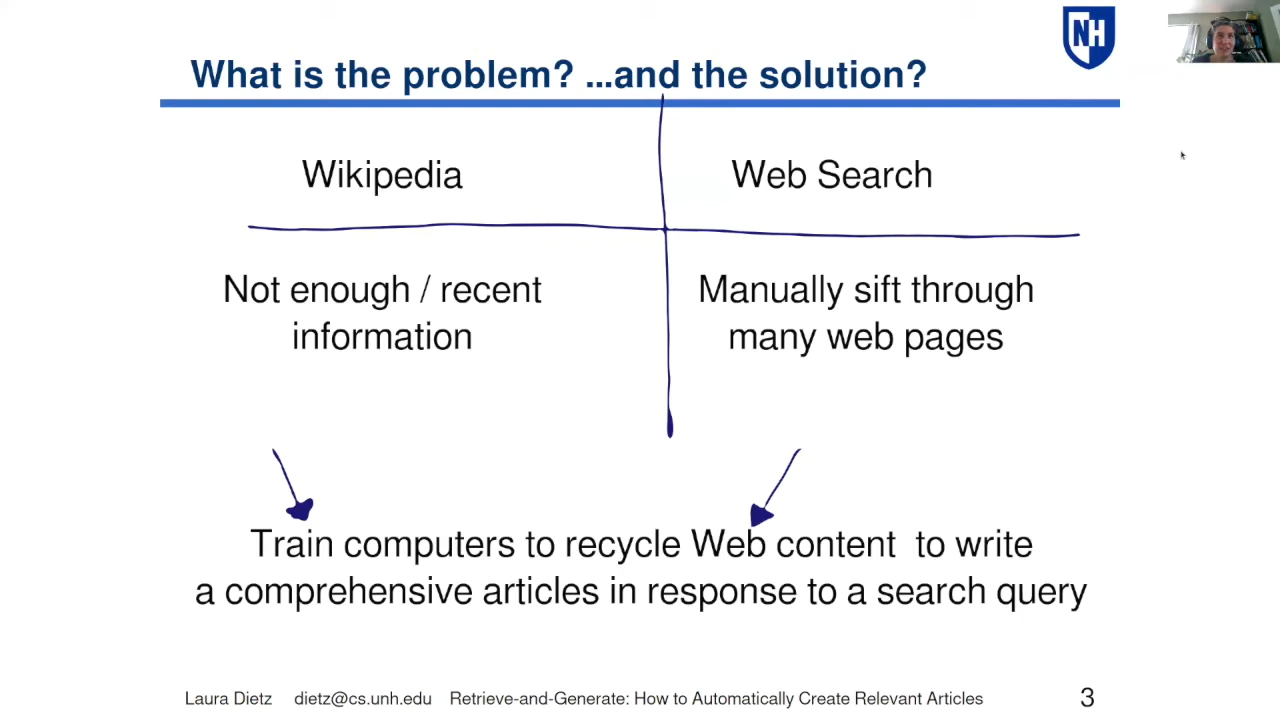 NH
What is the problem? ...and the solution?
Wikipedia
Web Search
Not enough / recent
information
Manually sift through
many web pages
Train computers to recycle Web content to write
a comprehensive articles in response to a search query
Laura Dietz dietz@cs.unh.edu Retrieve-and-Generate: How to Automatically Create Relevant Articles 3